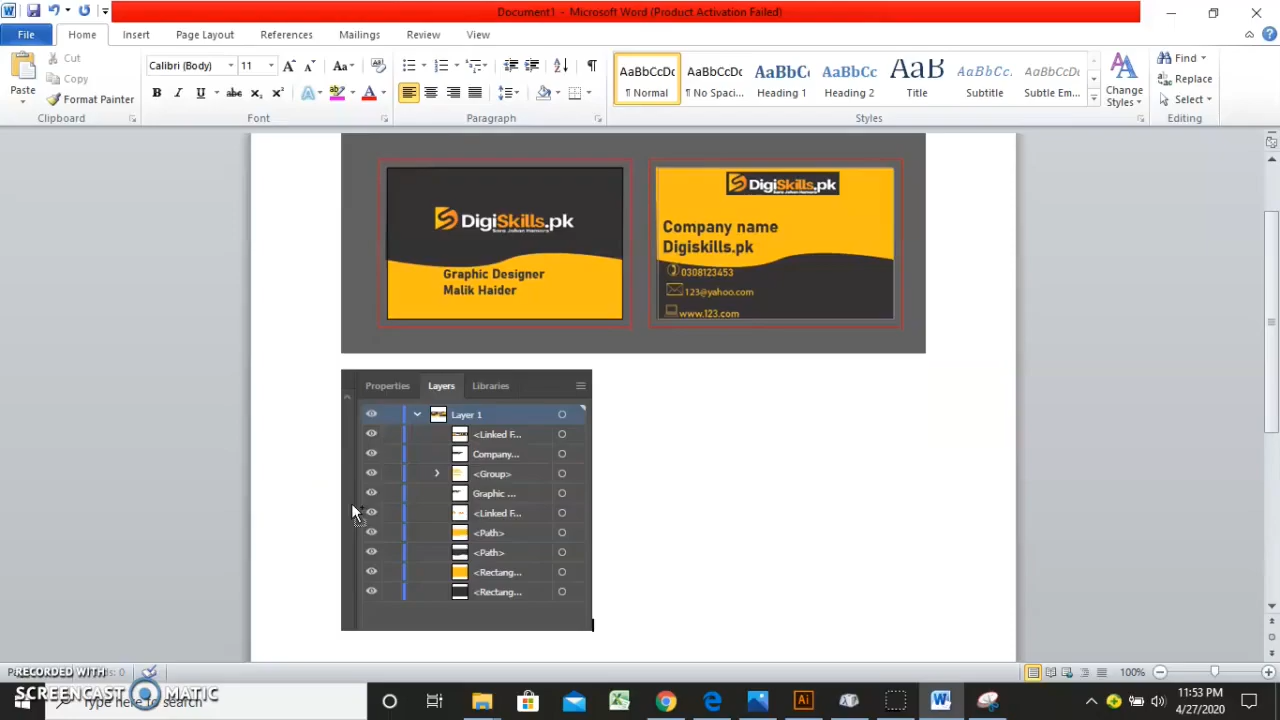 Document1 - Microsoft Word (Product Activation Failed)
File Home Insert Page Layout References Mailings Review View
Paste
Cut
Copy
Format Painter
Clipboard
Calibri (Body) 11
Font
Paragraph
AaBbCcDc AaBbCcDc AaBbC AaBbCc AaB AaBbCc. AaBbCcDc
¶ Normal ¶ No Spaci... Heading 1 Heading 2 Title Subtitle Subtle Em...
Change Styles
Styles
Find
Replace
Select
Editing
DigiSkills.pk
Graphic Designer
Malik Haider
DigiSkills.pk
Company name
Digiskills.pk
0308123453
123@yahoo.com
www.123.com
Properties Layers Libraries
Layer 1
<Linked F...
Company...
<Group>
Graphic ...
<Linked F...
<Path>
<Path>
<Rectang...
<Rectang...
100%
RECORDED WITH
SCREENCAST MATIC
Type here to search
11:53 PM
4/27/2020